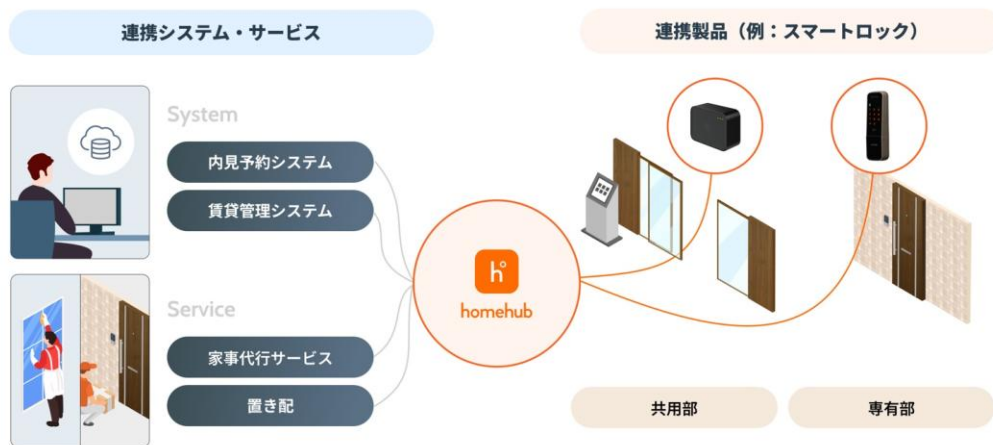 連携システム・サービス
連携製品（例：スマートロック）
System
内見予約システム
賃貸管理システム
Service
家事代行サービス
置き配
h
homehub
共用部
専有部